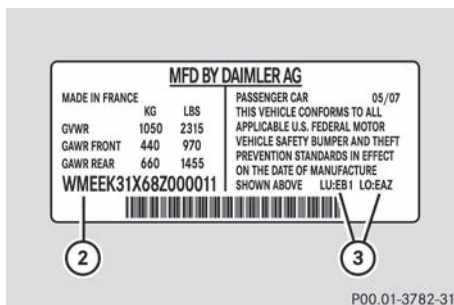 MFD BY DAIMLER AG
MADE IN FRANCE
KG LBS
GVWR 1050 2315
GAWR FRONT 440 970
GAWR REAR 660 1455
WMEEK31X68Z000011
PASSENGER CAR 05/07
THIS VEHICLE CONFORMS TO ALL
APPLICABLE U.S. FEDERAL MOTOR
VEHICLE SAFETY BUMPER AND THEFT
PREVENTION STANDARDS IN EFFECT
ON THE DATE OF MANUFACTURE
SHOWN ABOVE LU:EB1 LO:EAZ
2
3
P00.01-3782-31